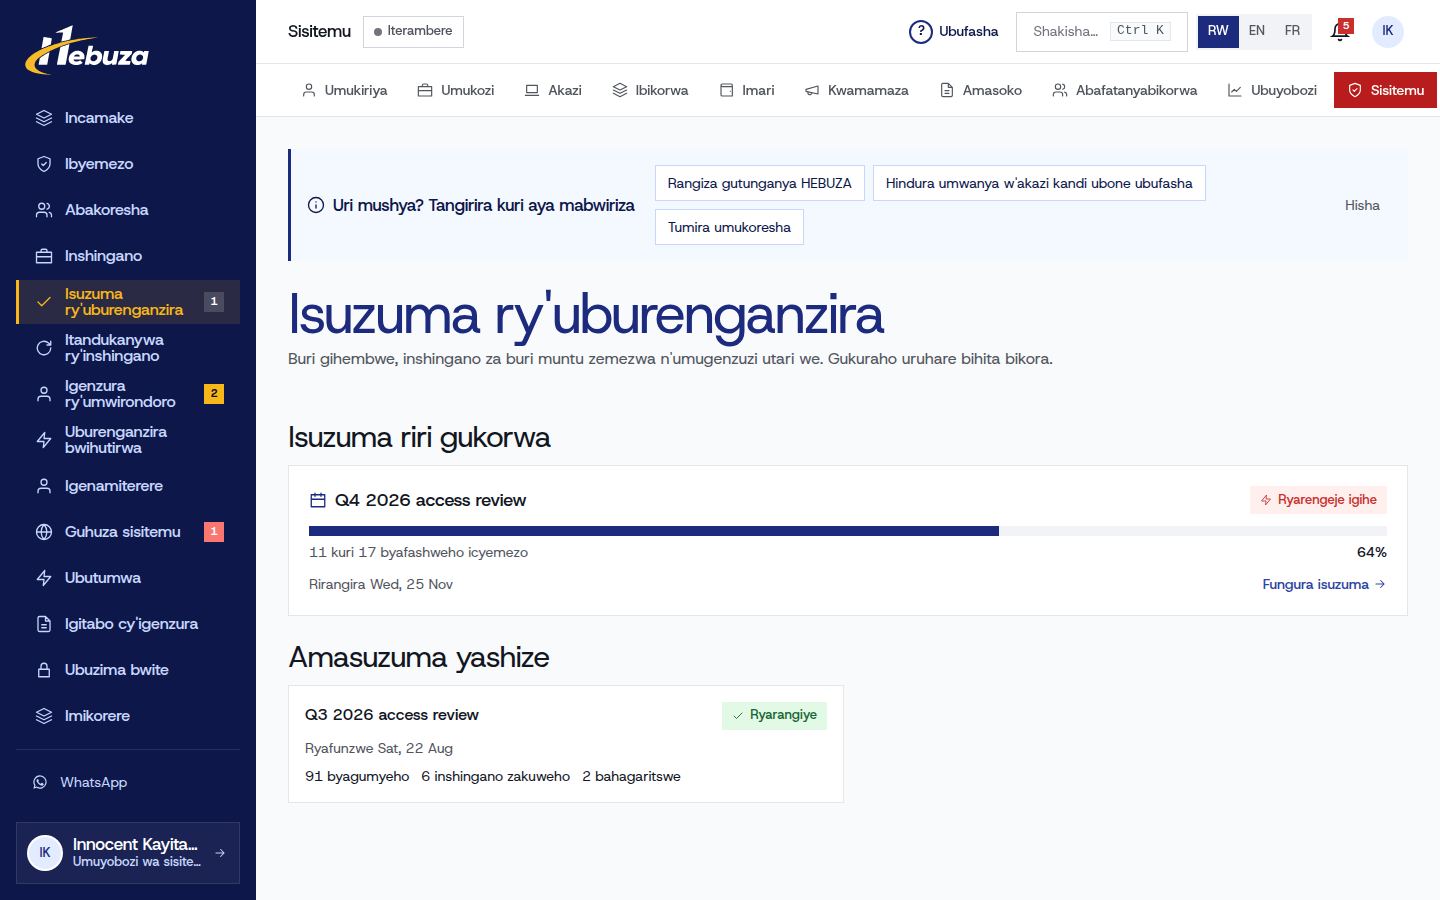 Hebuza
Incamake
Ibyemezo
Abakoresha
Inshingano
Isuzuma
ry'uburenganzira
1
Itandukanywa
ry'inshingano
Igenzura
ry'umwirondoro
2
Uburenganzira
bwihutirwa
Igenamiterere
Guhuza sisitemu
1
Ubutumwa
Igitabo cy'igenzura
Ubuzima bwite
Imikorere
WhatsApp
IK
Innocent Kayita...
Umuyobozi wa sisite...
Sisitemu
Iterambere
? Ubufasha
Shakisha... Ctrl K
RW EN FR
5
IK
Umukiriya Umukozi Akazi Ibikorwa Imari Kwamamaza Amasoko Abafatanyabikorwa Ubuyobozi Sisitemu
Uri mushya? Tangirira kuri aya mabwiriza
Rangiza gutunganya HEBUZA
Hindura umwanya w'akazi kandi ubone ubufasha
Tumira umukoresha
Hisha
Isuzuma ry'uburenganzira
Buri gihembwe, inshingano za buri muntu zemezwa n'umugenzuzi utari we. Gukuraho uruhare bihita bikora.
Isuzuma riri gukorwa
Q4 2026 access review
Ryarengeje igihe
11 kuri 17 byafashweho icyemezo
64%
Rirangira Wed, 25 Nov
Fungura isuzuma
Amasuzuma yashize
Q3 2026 access review
Ryarangiye
Ryafunzwe Sat, 22 Aug
91 byagumyeho 6 inshingano zakuweho 2 bahagaritswe